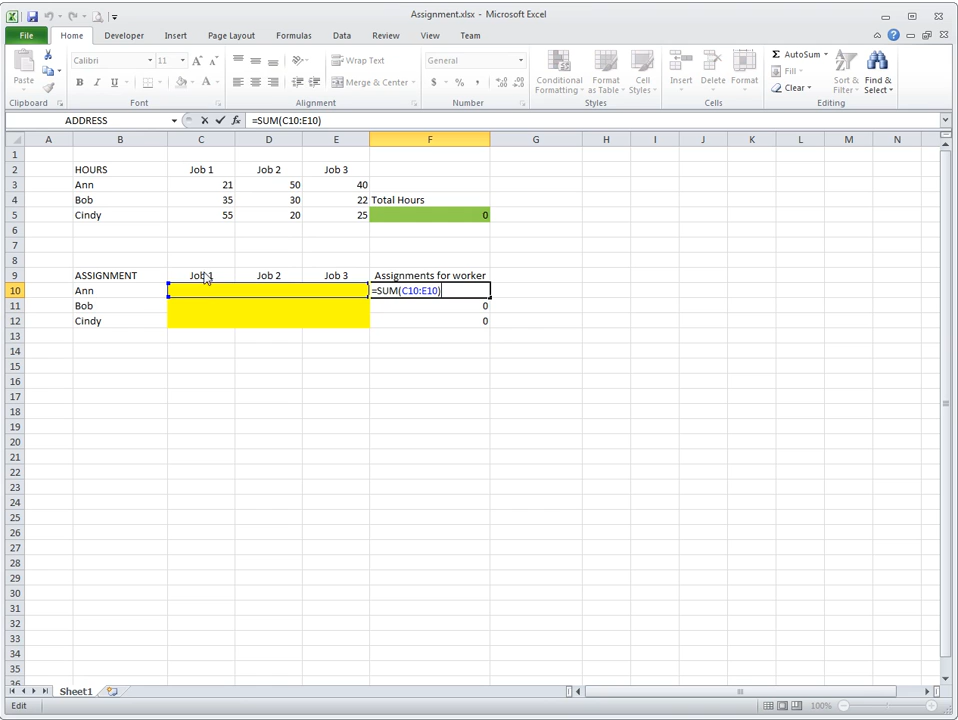 Assignment.xlsx - Microsoft Excel
File Home Developer Insert Page Layout Formulas Data Review View Team
Paste
Clipboard
Calibri 11 A A
B I U A
Font
Wrap Text
Merge & Center
Alignment
General
$ % ,
Number
Conditional Formatting
Format as Table
Cell Styles
Styles
Insert Delete Format
Cells
AutoSum
Fill
Clear
Sort & Filter
Find & Select
Editing
ADDRESS fx =SUM(C10:E10)
A B C D E F G H I J K L M N
1
2 HOURS Job 1 Job 2 Job 3
3 Ann 21 50 40
4 Bob 35 30 22 Total Hours
5 Cindy 55 20 25 0
6
7
8
9 ASSIGNMENT Job 1 Job 2 Job 3 Assignments for worker
10 Ann =SUM(C10:E10)
11 Bob 0
12 Cindy 0
13
14
15
16
17
18
19
20
21
22
23
24
25
26
27
28
29
30
31
32
33
34
35
36
Sheet1
Edit 100%